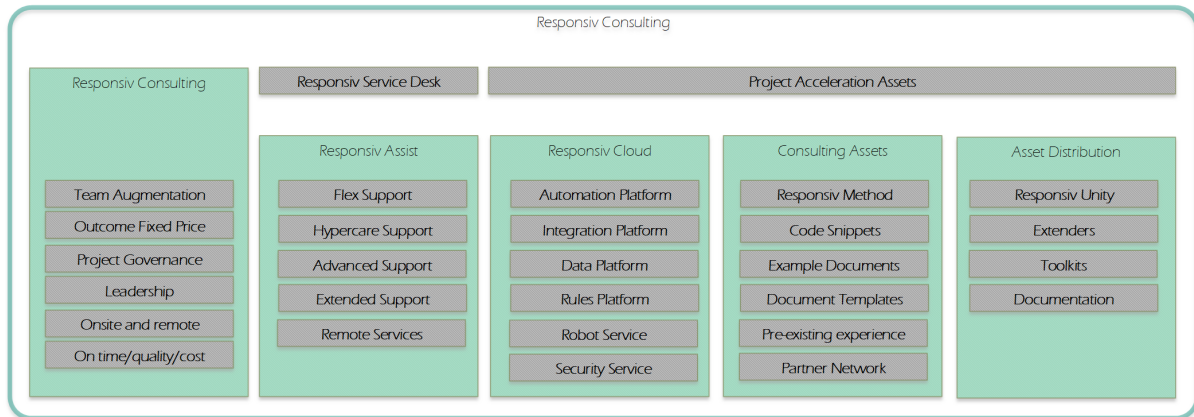 Responsiv Consulting
Responsiv Consulting
Team Augmentation
Outcome Fixed Price
Project Governance
Leadership
Onsite and remote
On time/quality/cost
Responsiv Service Desk
Project Acceleration Assets
Responsiv Assist
Flex Support
Hypercare Support
Advanced Support
Extended Support
Remote Services
Responsiv Cloud
Automation Platform
Integration Platform
Data Platform
Rules Platform
Robot Service
Security Service
Consulting Assets
Responsiv Method
Code Snippets
Example Documents
Document Templates
Pre-existing experience
Partner Network
Asset Distribution
Responsiv Unity
Extenders
Toolkits
Documentation